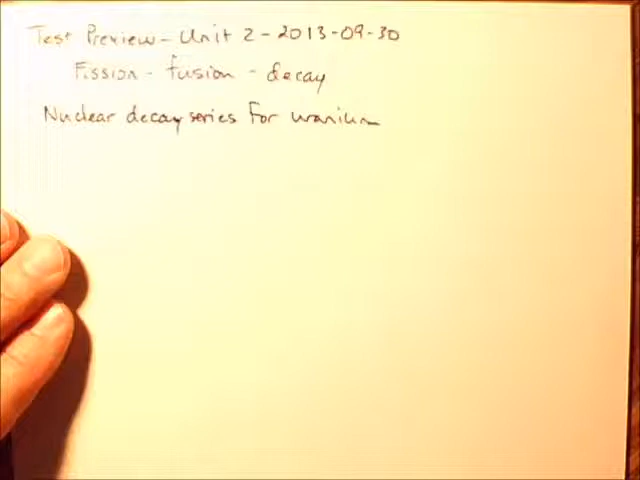 Test Preview - Unit 2 - 2013-09-30
Fission - fusion - decay
Nuclear decay series for uranium